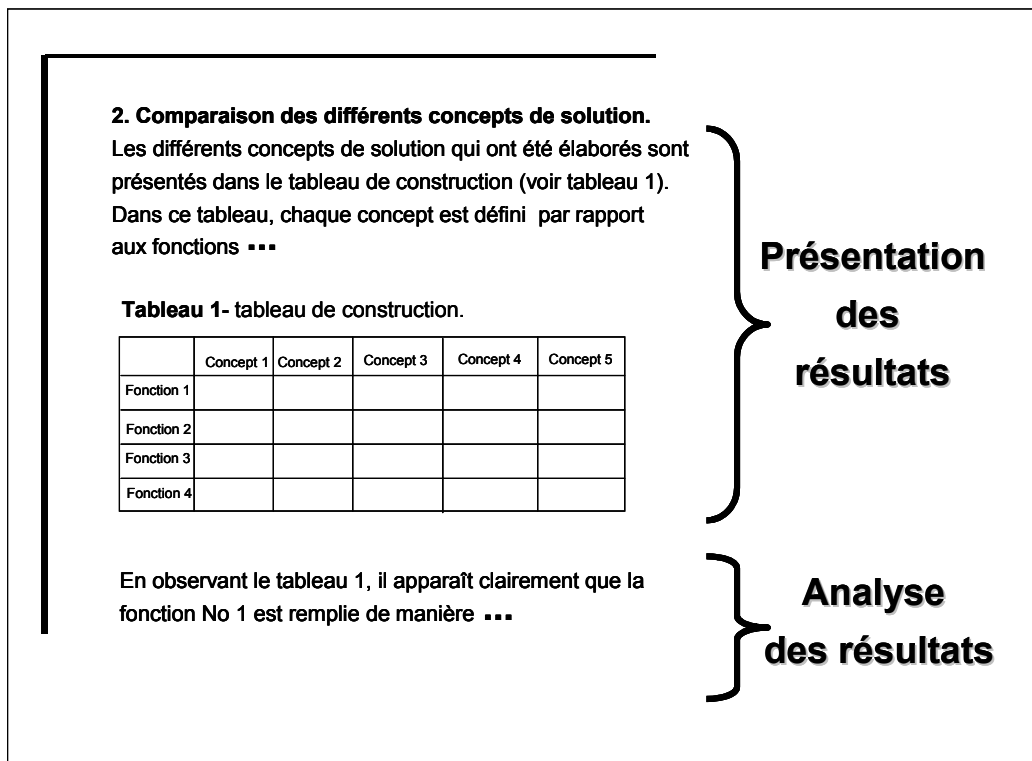 2. Comparaison des différents concepts de solution.
Les différents concepts de solution qui ont été élaborés sont
présentés dans le tableau de construction (voir tableau 1).
Dans ce tableau, chaque concept est défini par rapport
aux fonctions ...
Tableau 1- tableau de construction.
Concept 1 Concept 2 Concept 3 Concept 4 Concept 5
Fonction 1
Fonction 2
Fonction 3
Fonction 4
Présentation
des
résultats
En observant le tableau 1, il apparaît clairement que la
fonction No 1 est remplie de manière ...
Analyse
des résultats